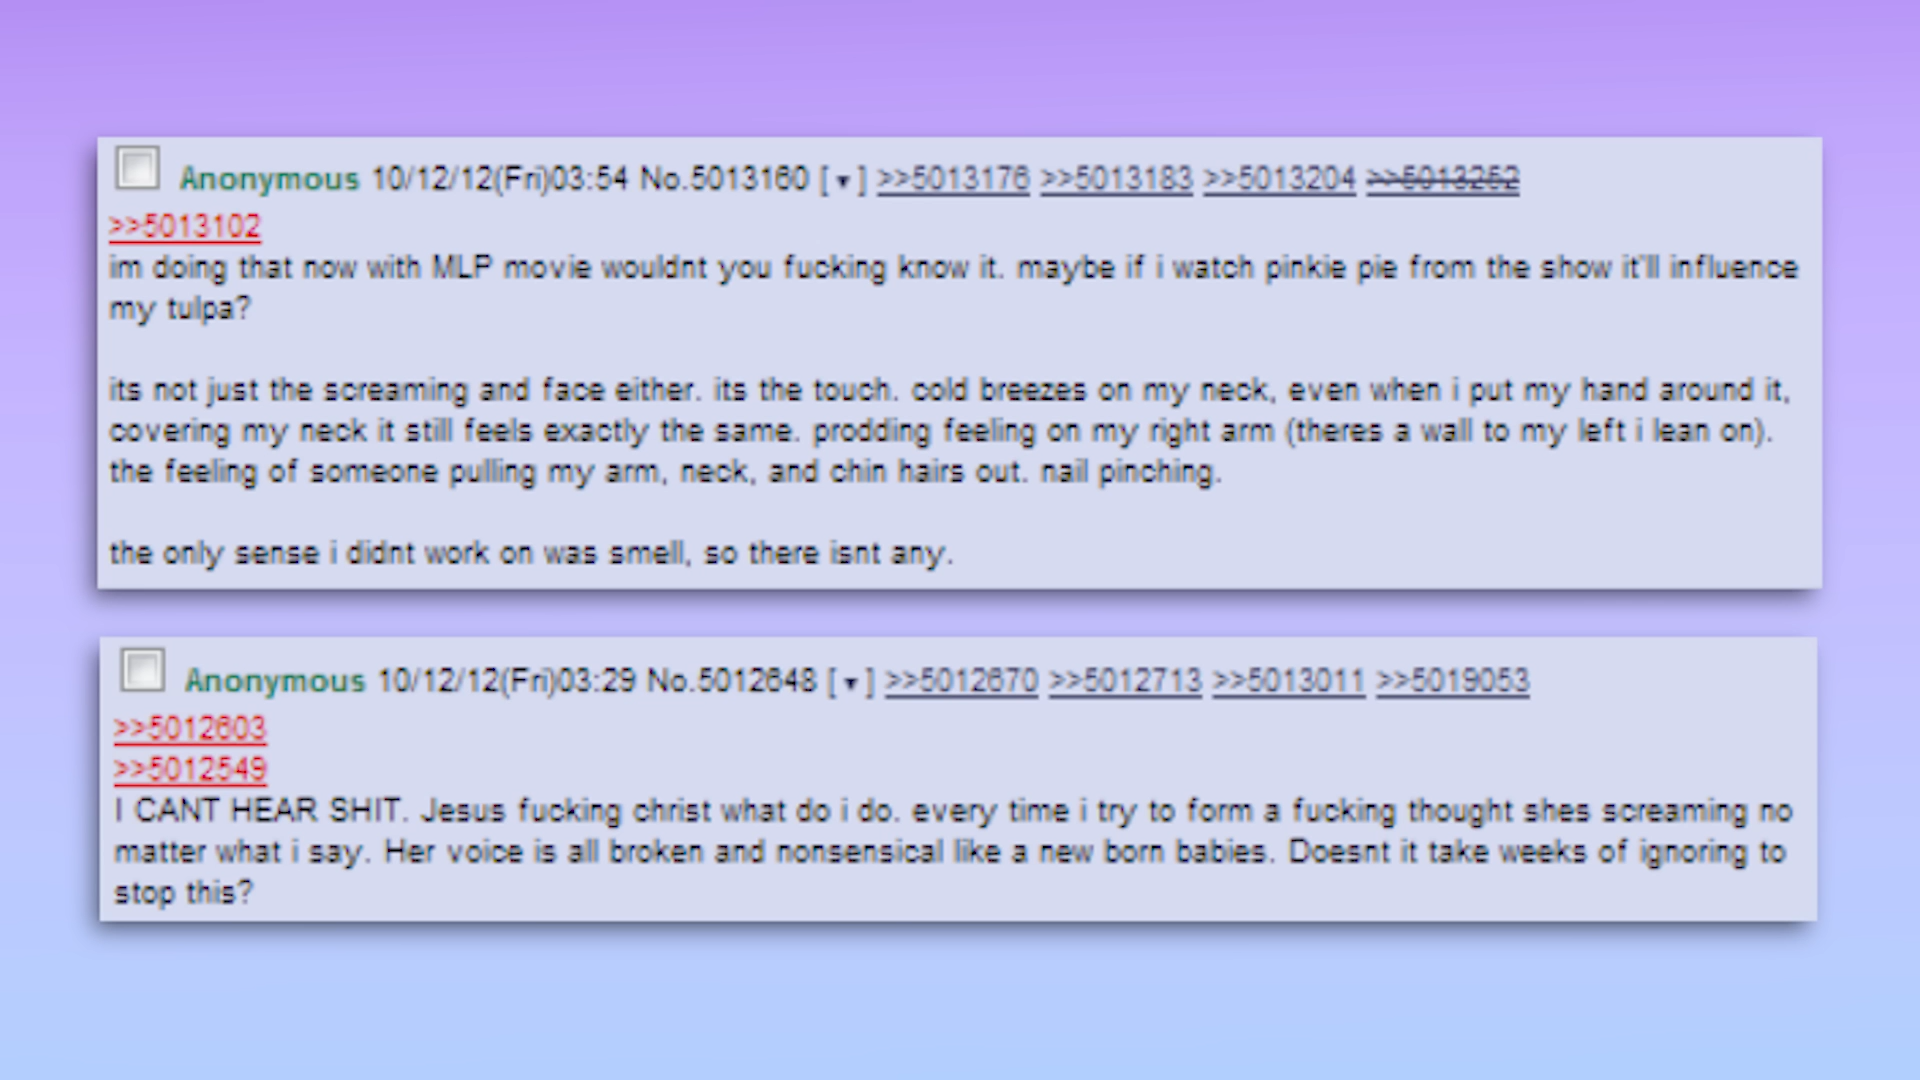 Anonymous 10/12/12(Fri)03:54 No.5013160 [▼] >>5013176 >>5013183 >>5013204 >>5013252
>>5013102
im doing that now with MLP movie wouldnt you fucking know it. maybe if i watch pinkie pie from the show it'll influence
my tulpa?
its not just the screaming and face either. its the touch. cold breezes on my neck, even when i put my hand around it,
covering my neck it still feels exactly the same. prodding feeling on my right arm (theres a wall to my left i lean on).
the feeling of someone pulling my arm, neck, and chin hairs out. nail pinching.
the only sense i didnt work on was smell, so there isnt any.
Anonymous 10/12/12(Fri)03:29 No.5012648 [▼] >>5012670 >>5012713 >>5013011 >>5019053
>>5012603
>>5012549
I CANT HEAR SHIT. Jesus fucking christ what do i do. every time i try to form a fucking thought shes screaming no
matter what i say. Her voice is all broken and nonsensical like a new born babies. Doesnt it take weeks of ignoring to
stop this?